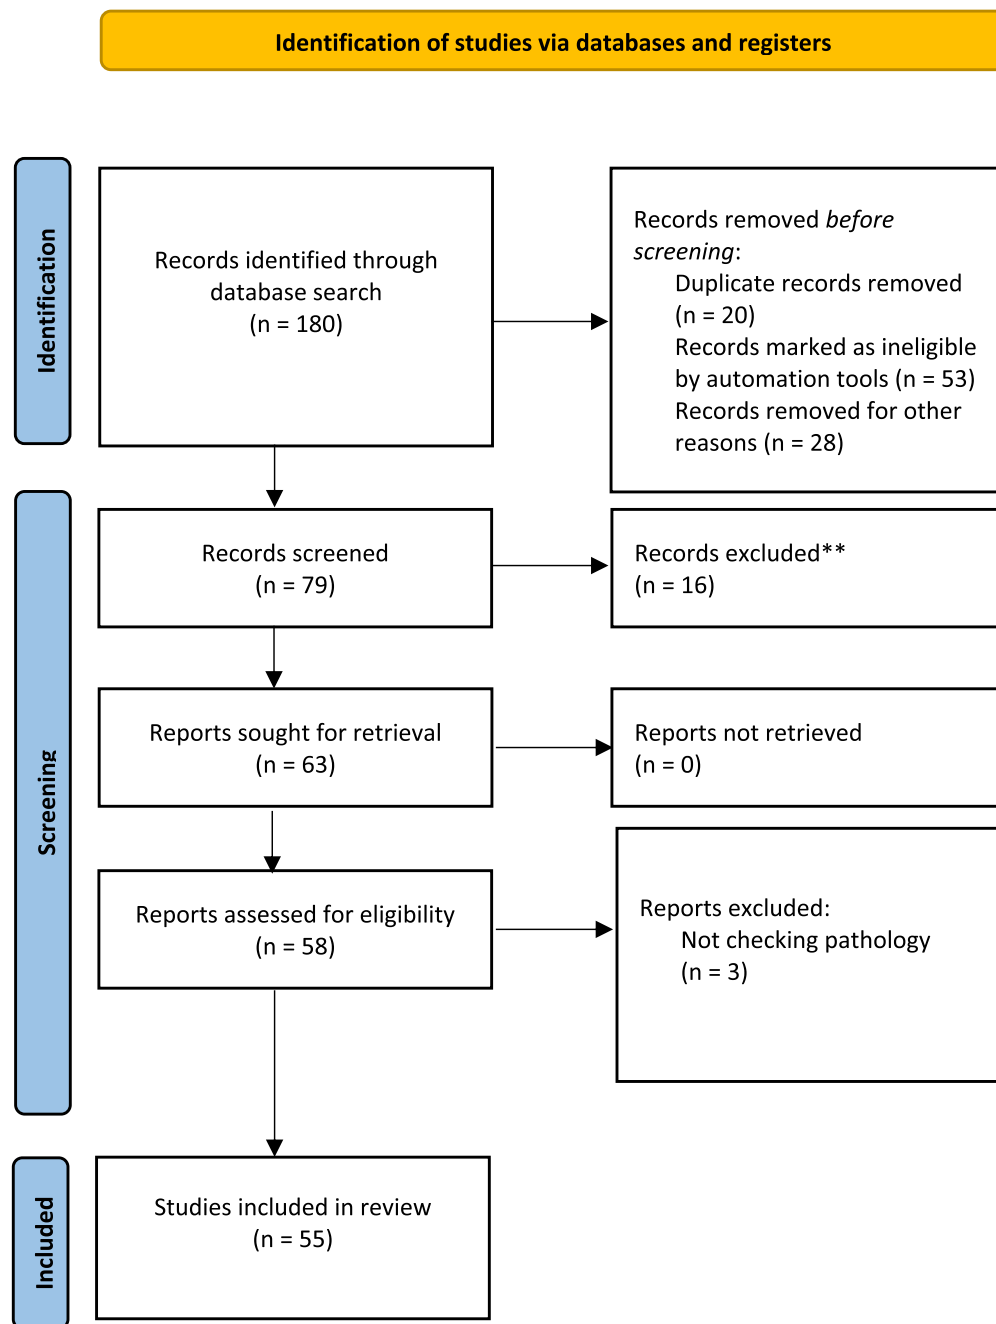 Identification of studies via databases and registers
Identification
Records identified through
database search
(n = 180)
Records removed before
screening:
Duplicate records removed
(n = 20)
Records marked as ineligible
by automation tools (n = 53)
Records removed for other
reasons (n = 28)
Screening
Records screened
(n = 79)
Records excluded**
(n = 16)
Reports sought for retrieval
(n = 63)
Reports not retrieved
(n = 0)
Reports assessed for eligibility
(n = 58)
Reports excluded:
Not checking pathology
(n = 3)
Included
Studies included in review
(n = 55)